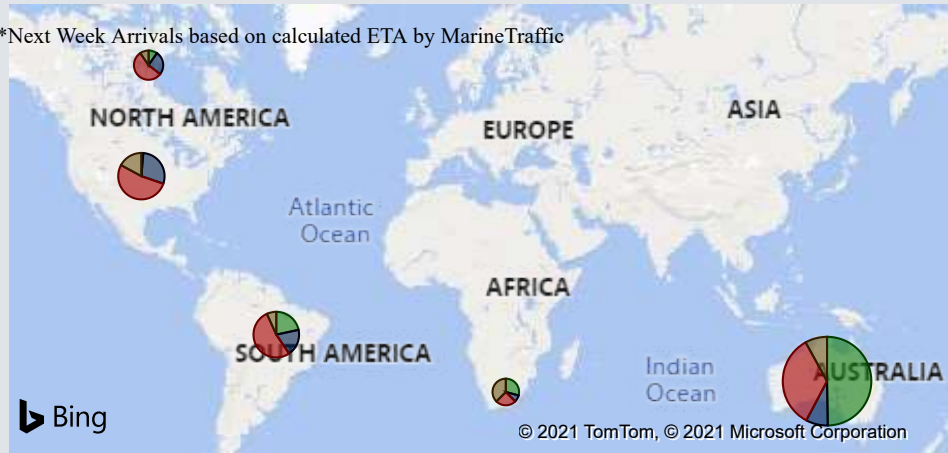 *Next Week Arrivals based on calculated ETA by MarineTraffic
NORTH AMERICA
EUROPE
ASIA
Atlantic
Ocean
AFRICA
SOUTH AMERICA
Indian
Ocean
AUSTRALIA
Bing
© 2021 TomTom, © 2021 Microsoft Corporation